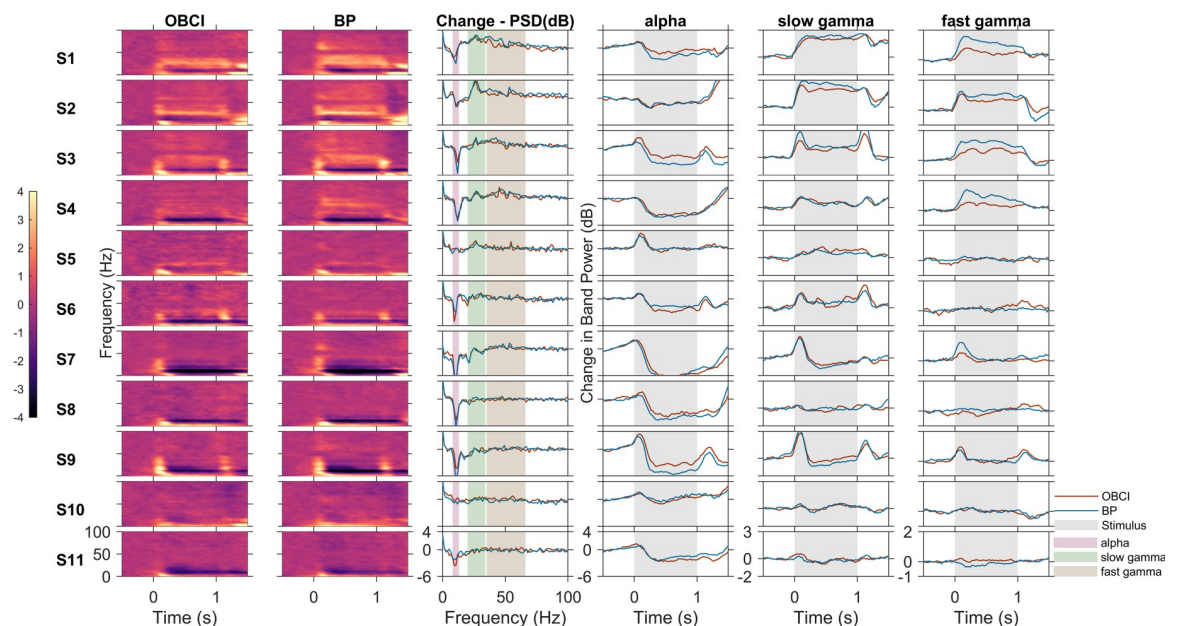 OBCI BP Change - PSD(dB) alpha slow gamma fast gamma
S1
S2
S3
4
3
2
1
0
-1
-2
-3
-4
S4
Frequency (Hz)
Change in Band Power (dB)
S5
S6
S7
S8
S9
S10
OBCI
BP
Stimulus
alpha
slow gamma
fast gamma
S11
100
50
0
4
0
-6
4
0
-6
3
0
-2
2
0
-1
0 1 0 1 0 50 100 0 1 0 1 0 1
Time (s) Time (s) Frequency (Hz) Time (s) Time (s) Time (s)